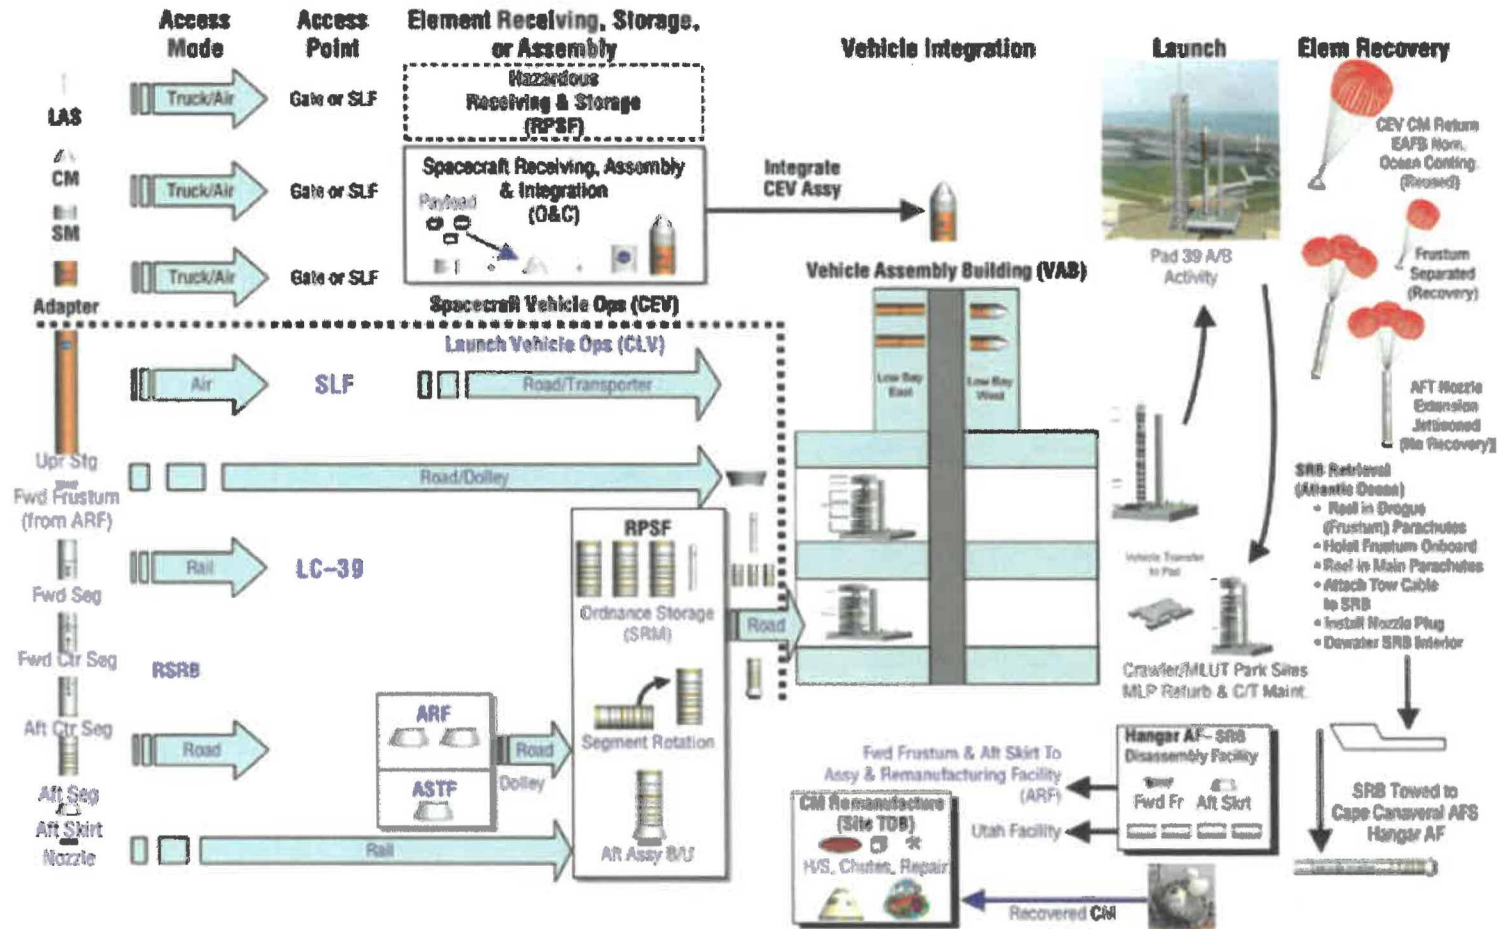 Access
Mode
Access
Point
Element Receiving, Storage,
or Assembly
Vehicle Integration
Launch
Elem Recovery
LAS
Truck/Air
Gate or SLF
Hazardous
Receiving & Storage
(RPSF)
CM
SM
Truck/Air
Gate or SLF
Spacecraft Receiving, Assembly
& Integration
(O&C)
Payload
Integrate
CEV Assy
Adapter
Truck/Air
Gate or SLF
Spacecraft Vehicle Ops (CEV)
Launch Vehicle Ops (CLV)
Vehicle Assembly Building (VAB)
Low Bay
East
Low Bay
West
Pad 39 A/B
Activity
CEV CM Return
EAFB Nom.
Ocean Conting.
(Reused)
Frustum
Separated
(Recovery)
AFT Nozzle
Extension
Jettisoned
(No Recovery)
Air
SLF
Road/Transporter
Upr Stg
Fwd Frustum
(from ARF)
Road/Dolley
Fwd Seg
Rail
LC-39
Fwd Ctr Seg
RSRB
Aft Ctr Seg
Road
Aft Seg
Aft Skirt
Nozzle
Rail
ARF
ASTF
Road
Dolley
RPSF
Ordnance Storage
(SRM)
Segment Rotation
Aft Assy B/U
Road
Vehicle Transfer
to Pad
Crawler/MLUT Park Sites
MLP Refurb & C/T Maint.
SRB Retrieval
(Atlantic Ocean)
• Reel in Drogue
(Frustum) Parachutes
• Hoist Frustum Onboard
• Reel in Main Parachutes
• Attach Tow Cable
to SRB
• Install Nozzle Plug
• Dewater SRB Interior
SRB Towed to
Cape Canaveral AFS
Hangar AF
Hangar AF–SRB
Disassembly Facility
Fwd Fr
Aft Skrt
Fwd Frustum & Aft Skirt To
Assy & Remanufacturing Facility
(ARF)
Utah Facility
CM Remanufacture
(Site TBD)
H/S, Chutes, Repair
Recovered CM